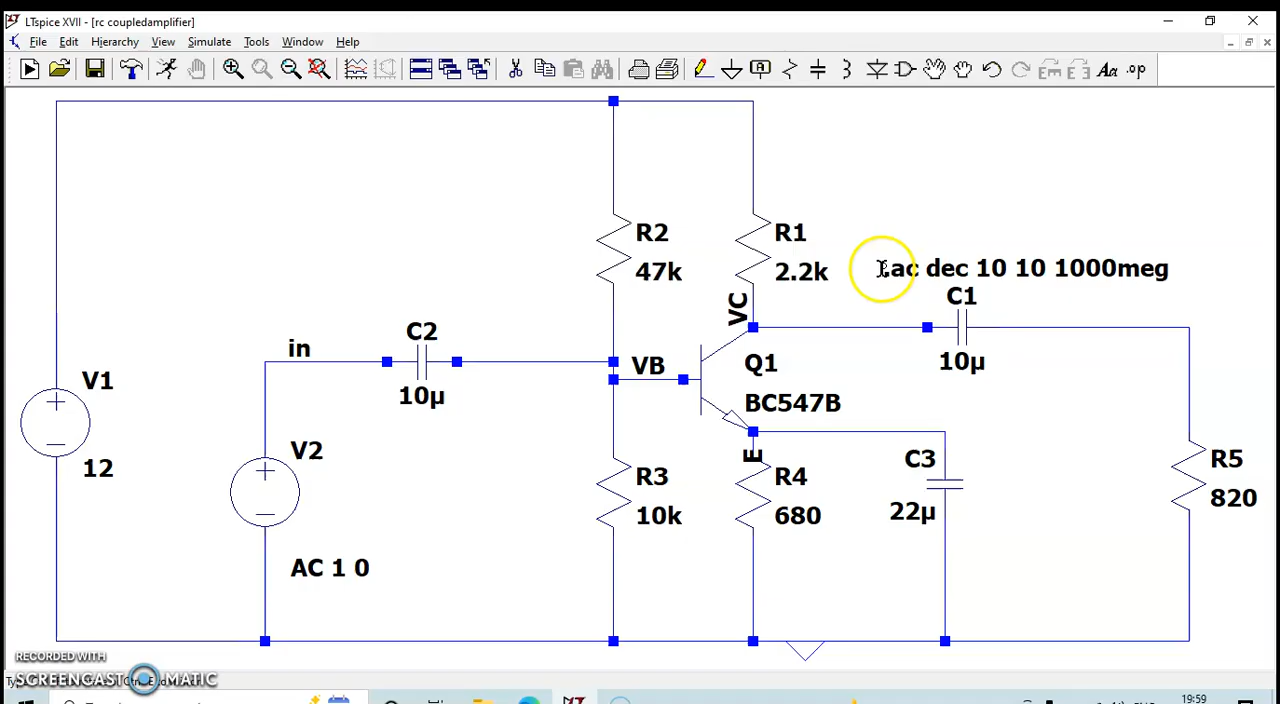 LTspice XVII - [rc coupledamplifier]
File Edit Hierarchy View Simulate Tools Window Help
Aa .op
R2
47k
R1
2.2k
.ac dec 10 10 1000meg
VC
C1
10µ
in
C2
10µ
VB
Q1
BC547B
V1
12
V2
AC 1 0
E
R3
10k
R4
680
C3
22µ
R5
820
RECORDED WITH
SCREENCAST MATIC
19:59